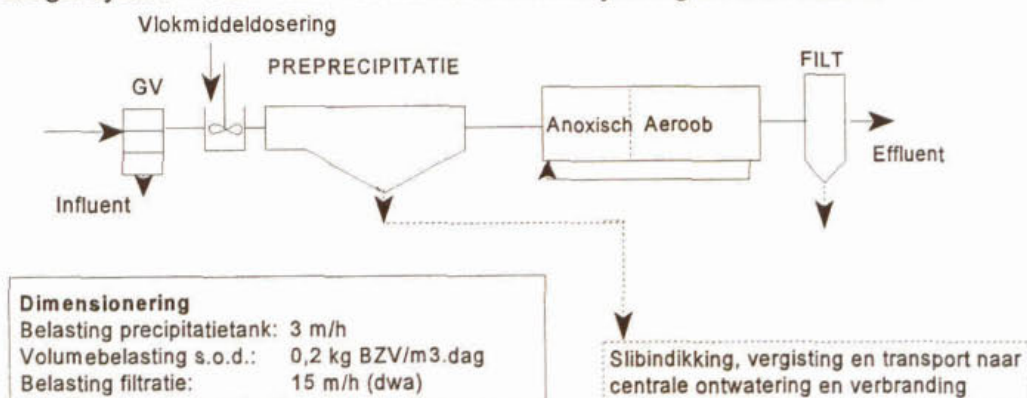 Vlokmiddeldosering
GV
PREPRECIPITATIE
FILT
Anoxisch
Aeroob
Influent
Effluent
Dimensionering
Belasting precipitatietank: 3 m/h
Volumebelasting s.o.d.: 0,2 kg BZV/m3.dag
Belasting filtratie: 15 m/h (dwa)
Slibindikking, vergisting en transport naar
centrale ontwatering en verbranding